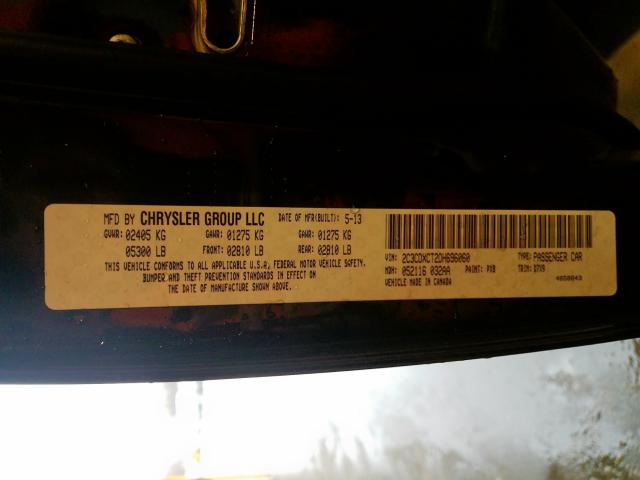 MFD BY CHRYSLER GROUP LLC DATE OF MFR(BUILT): 5-13
GVWR: 02405 KG GAWR: 01275 KG GAWR: 01275 KG
05300 LB FRONT: 02810 LB REAR: 02810 LB
THIS VEHICLE CONFORMS TO ALL APPLICABLE U.S.A. FEDERAL MOTOR VEHICLE SAFETY,
BUMPER AND THEFT PREVENTION STANDARDS IN EFFECT ON
THE DATE OF MANUFACTURE SHOWN ABOVE.
VIN: 2C3CDXCT2DH696060 TYPE: PASSENGER CAR
MDH: 052116 032AA PAINT: PXB TRIM: D7X9
VEHICLE MADE IN CANADA 4658043